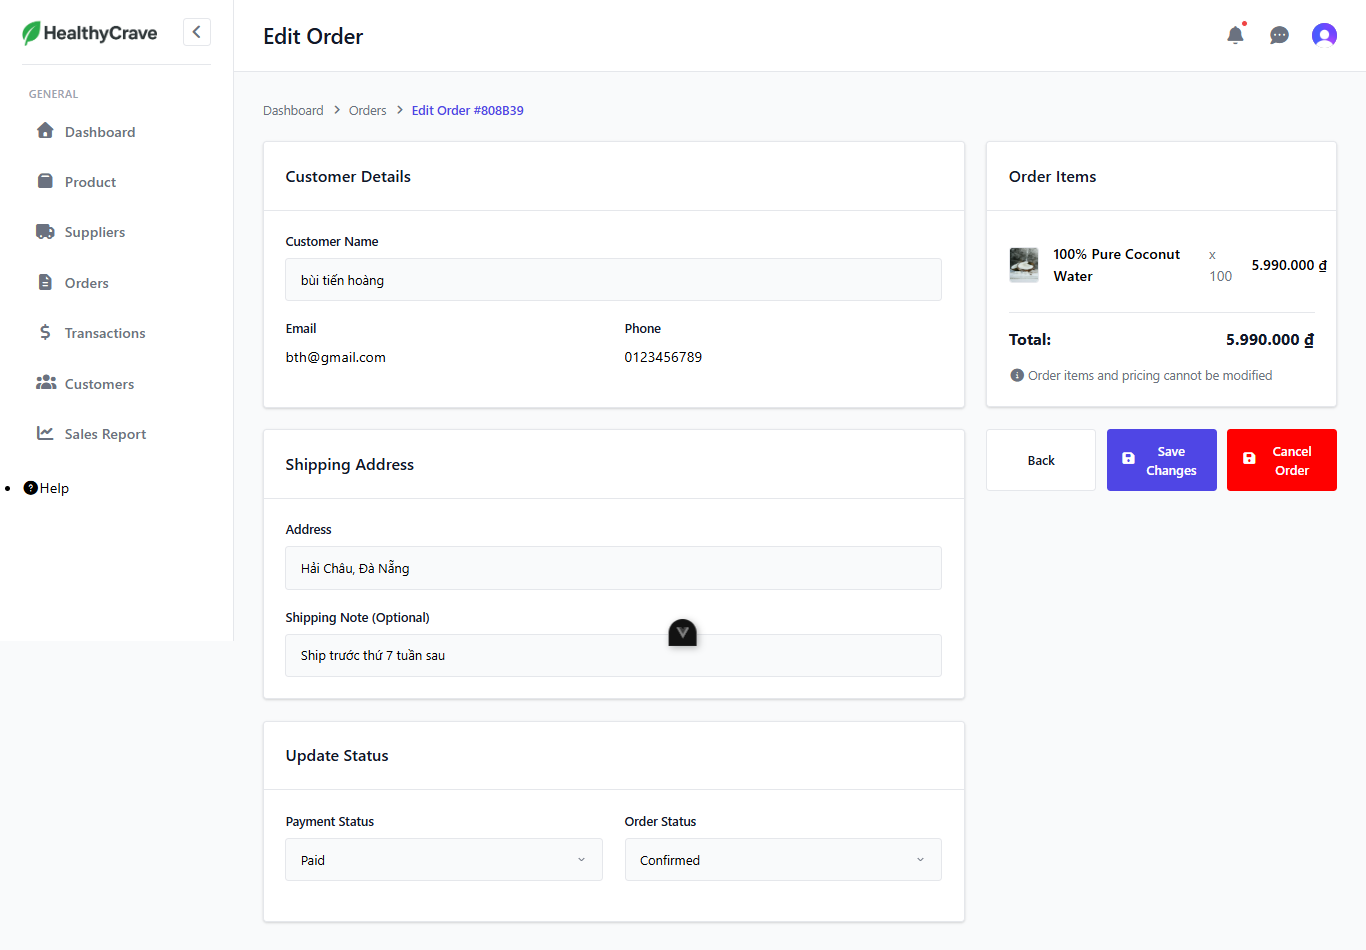 HealthyCrave
Edit Order
GENERAL
Dashboard
Product
Suppliers
Orders
Transactions
Customers
Sales Report
Help
Dashboard > Orders > Edit Order #808B39
Customer Details
Customer Name
bùi tiến hoàng
Email
Phone
bth@gmail.com
0123456789
Shipping Address
Address
Hải Châu, Đà Nẵng
Shipping Note (Optional)
Ship trước thứ 7 tuần sau
Update Status
Payment Status
Order Status
Paid
Confirmed
Order Items
100% Pure Coconut
Water
x
100
5.990.000 ₫
Total:
5.990.000 ₫
Order items and pricing cannot be modified
Back
Save
Changes
Cancel
Order